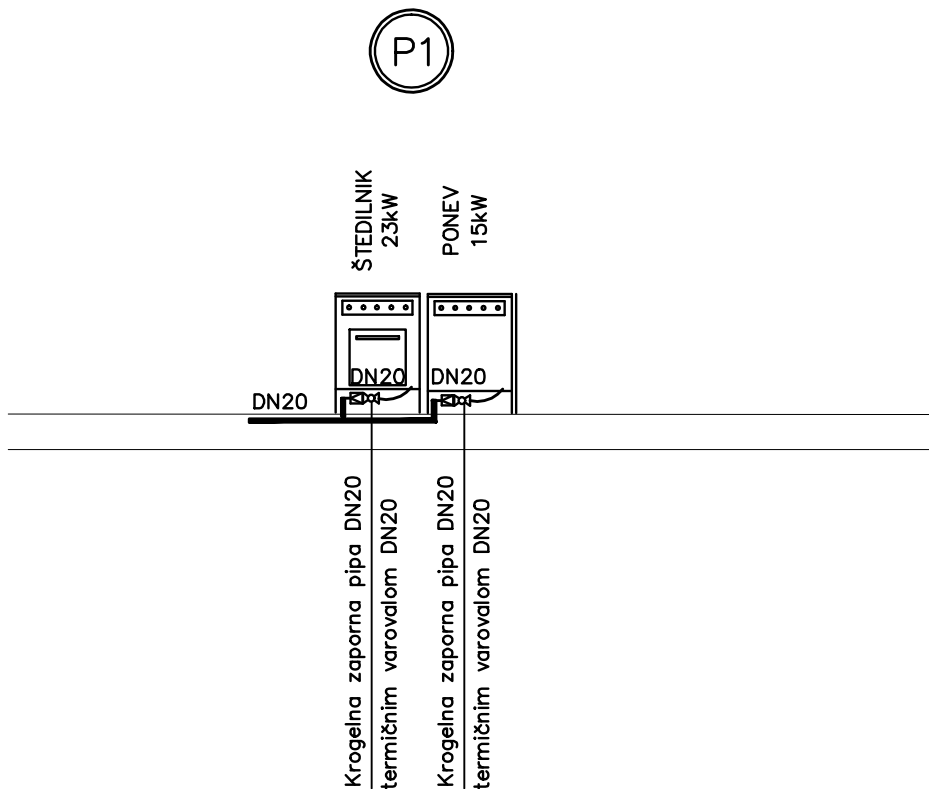 P1
ŠTEDILNIK
23kW
PONEV
15kW
DN20
DN20
DN20
Krogelna zaporna pipa DN20
termičnim varovalom DN20
Krogelna zaporna pipa DN20
termičnim varovalom DN20